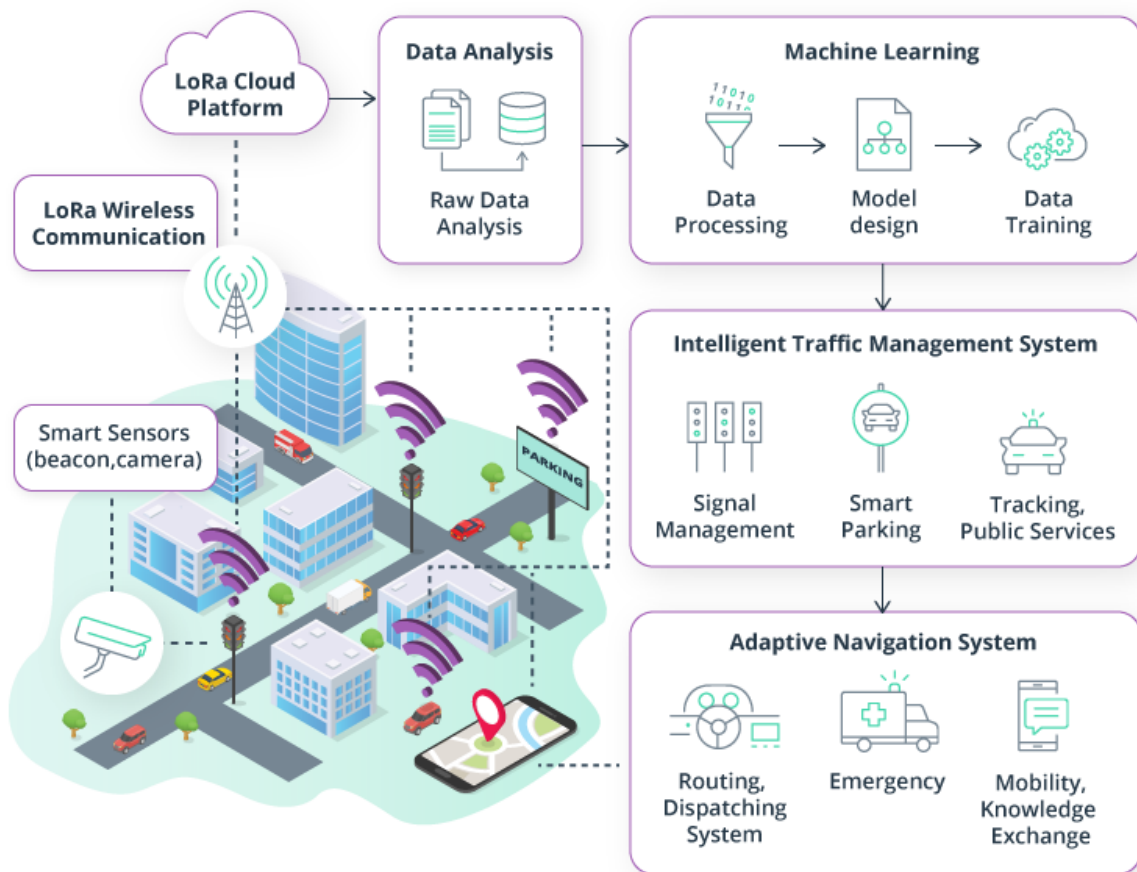 LoRa Cloud
Platform
Data Analysis
Raw Data
Analysis
Machine Learning
11010
Data
Processing
Model
design
Data
Training
LoRa Wireless
Communication
Smart Sensors
(beacon,camera)
PARKING
Intelligent Traffic Management System
Signal
Management
Smart
Parking
Tracking,
Public Services
Adaptive Navigation System
Routing,
Dispatching
System
Emergency
Mobility,
Knowledge
Exchange